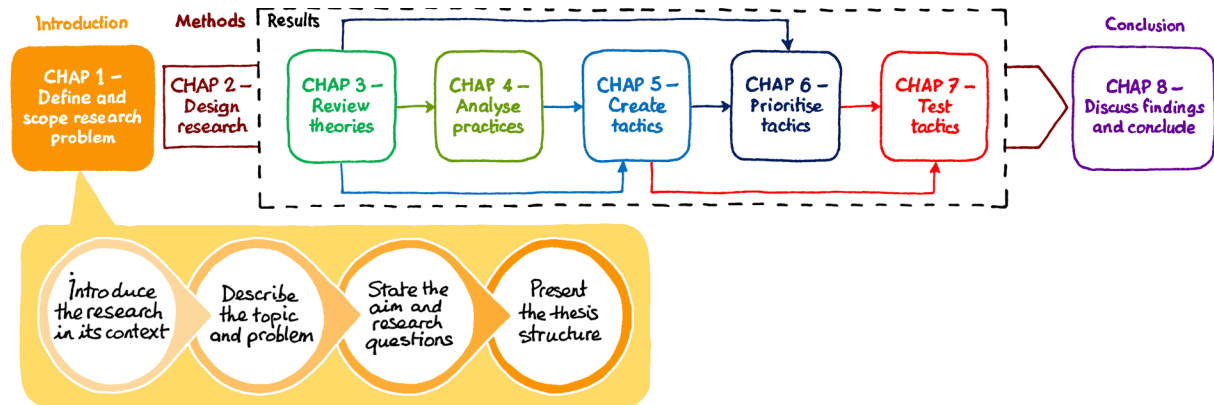 Introduction
Methods
Results
Conclusion
CHAP 1 –
Define and
scope research
problem
CHAP 2 –
Design
research
CHAP 3 –
Review
theories
CHAP 4 –
Analyse
practices
CHAP 5 –
Create
tactics
CHAP 6 –
Prioritise
tactics
CHAP 7 –
Test
tactics
CHAP 8 –
Discuss findings
and conclude
Introduce
the research
in its context
Describe
the topic
and problem
State the
aim and
research
questions
Present
the thesis
structure